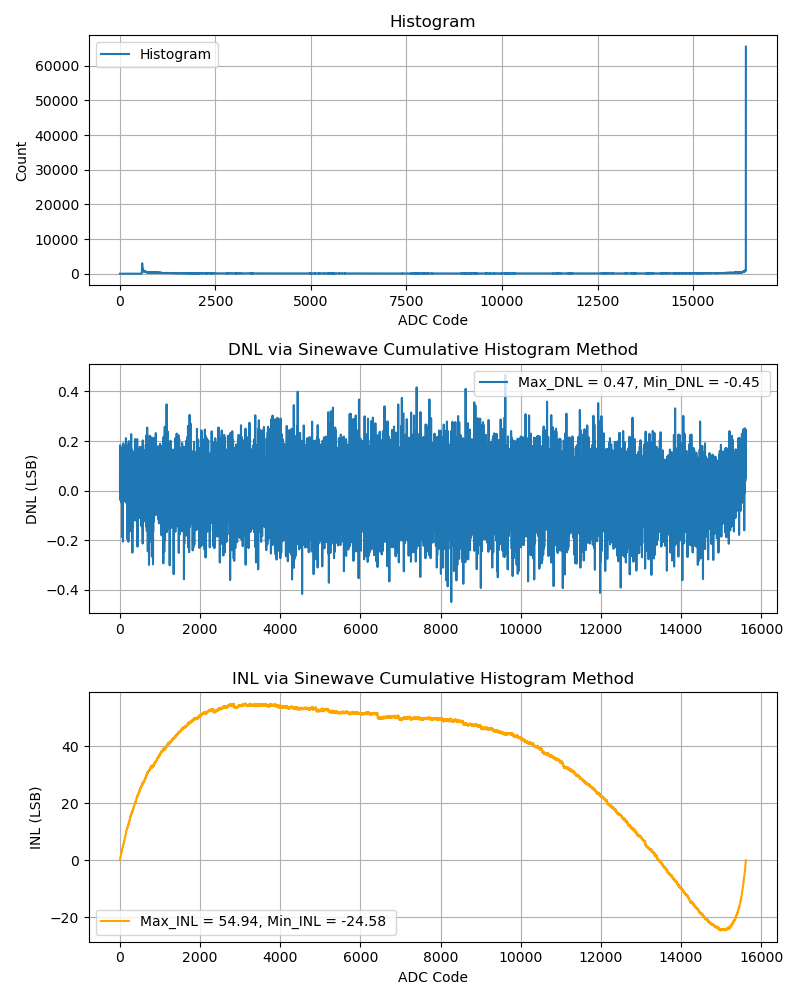 Histogram
Histogram
60000
50000
40000
30000
20000
10000
0
Count
0 2500 5000 7500 10000 12500 15000
ADC Code
DNL via Sinewave Cumulative Histogram Method
Max_DNL = 0.47, Min_DNL = -0.45
0.4
0.2
0.0
−0.2
−0.4
DNL (LSB)
0 2000 4000 6000 8000 10000 12000 14000 16000
INL via Sinewave Cumulative Histogram Method
40
20
0
−20
INL (LSB)
Max_INL = 54.94, Min_INL = -24.58
0 2000 4000 6000 8000 10000 12000 14000 16000
ADC Code